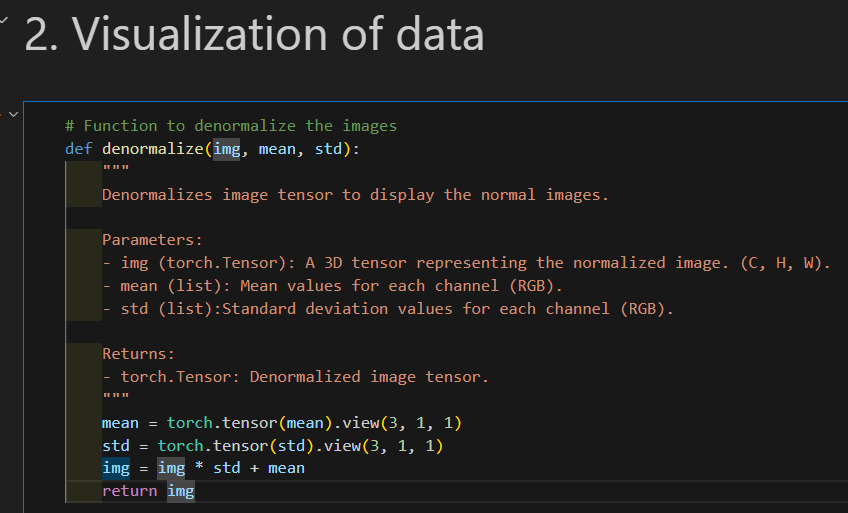 2. Visualization of data
# Function to denormalize the images
def denormalize(img, mean, std):
"""
Denormalizes image tensor to display the normal images.
Parameters:
- img (torch.Tensor): A 3D tensor representing the normalized image. (C, H, W).
- mean (list): Mean values for each channel (RGB).
- std (list):Standard deviation values for each channel (RGB).
Returns:
- torch.Tensor: Denormalized image tensor.
"""
mean = torch.tensor(mean).view(3, 1, 1)
std = torch.tensor(std).view(3, 1, 1)
img = img * std + mean
return img